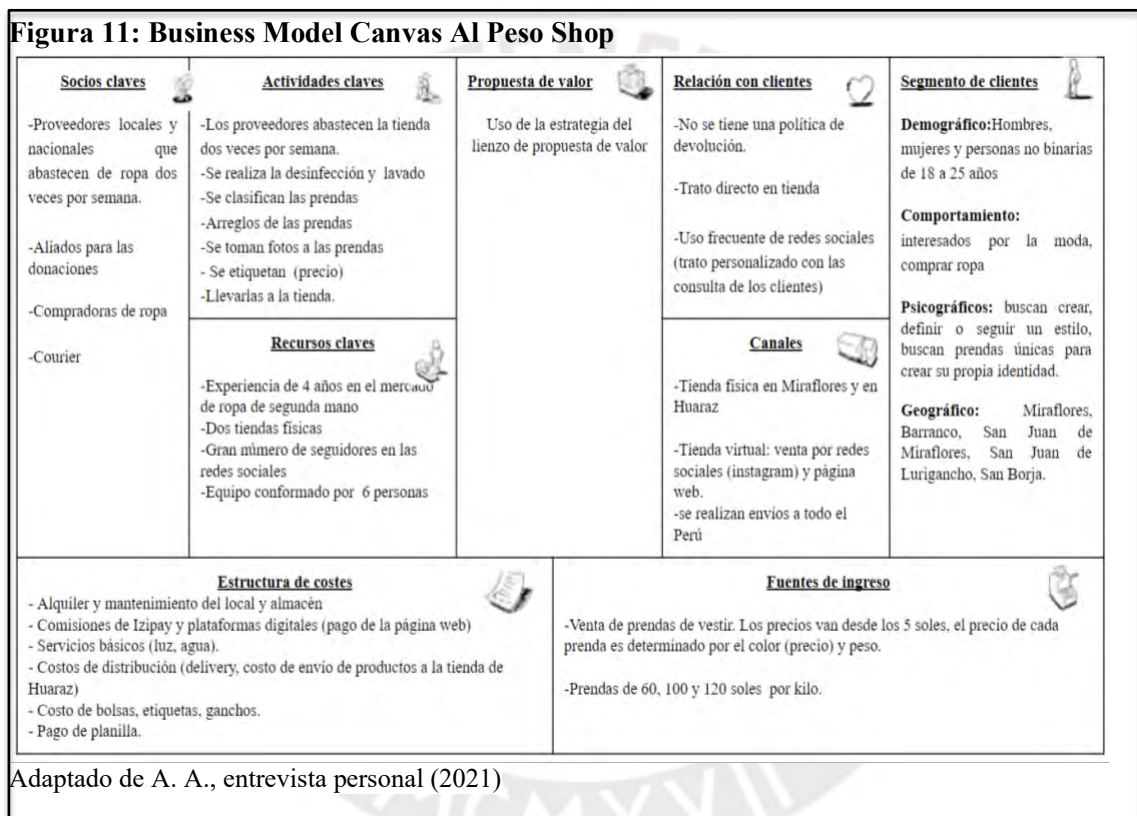 Figura 11: Business Model Canvas Al Peso Shop
Socios claves
-Proveedores locales y
nacionales que
abastecen de ropa dos
veces por semana.
-Aliados para las
donaciones
-Compradoras de ropa
-Courier
Actividades claves
-Los proveedores abastecen la tienda
dos veces por semana.
-Se realiza la desinfección y lavado
-Se clasifican las prendas
-Arreglos de las prendas
-Se toman fotos a las prendas
- Se etiquetan (precio)
-Llevarlas a la tienda.
Recursos claves
-Experiencia de 4 años en el mercado
de ropa de segunda mano
-Dos tiendas físicas
-Gran número de seguidores en las
redes sociales
-Equipo conformado por 6 personas
Propuesta de valor
Uso de la estrategia del
lienzo de propuesta de valor
Relación con clientes
-No se tiene una política de
devolución.
-Trato directo en tienda
-Uso frecuente de redes sociales
(trato personalizado con las
consulta de los clientes)
Canales
-Tienda física en Miraflores y en
Huaraz
-Tienda virtual: venta por redes
sociales (instagram) y página
web.
-se realizan envíos a todo el
Perú
Segmento de clientes
Demográfico:Hombres,
mujeres y personas no binarias
de 18 a 25 años
Comportamiento:
interesados por la moda,
comprar ropa
Psicográficos: buscan crear,
definir o seguir un estilo,
buscan prendas únicas para
crear su propia identidad.
Geográfico: Miraflores,
Barranco, San Juan de
Miraflores, San Juan de
Lurigancho, San Borja.
Estructura de costes
- Alquiler y mantenimiento del local y almacén
- Comisiones de Izipay y plataformas digitales (pago de la página web)
- Servicios básicos (luz, agua).
- Costos de distribución (delivery, costo de envío de productos a la tienda de
Huaraz)
- Costo de bolsas, etiquetas, ganchos.
- Pago de planilla.
Fuentes de ingreso
-Venta de prendas de vestir. Los precios van desde los 5 soles, el precio de cada
prenda es determinado por el color (precio) y peso.
-Prendas de 60, 100 y 120 soles por kilo.
Adaptado de A. A., entrevista personal (2021)